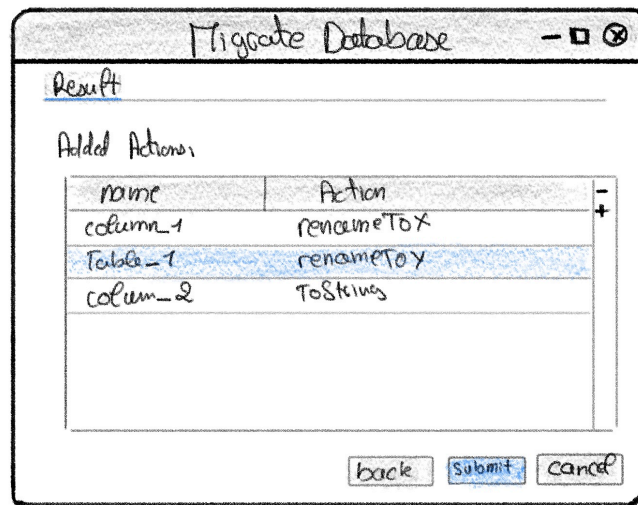 Migrate Database
Result
Added Actions:
name Action
column_1 renameToX
Table_1 renameToY
colum_2 ToString
back submit cancel